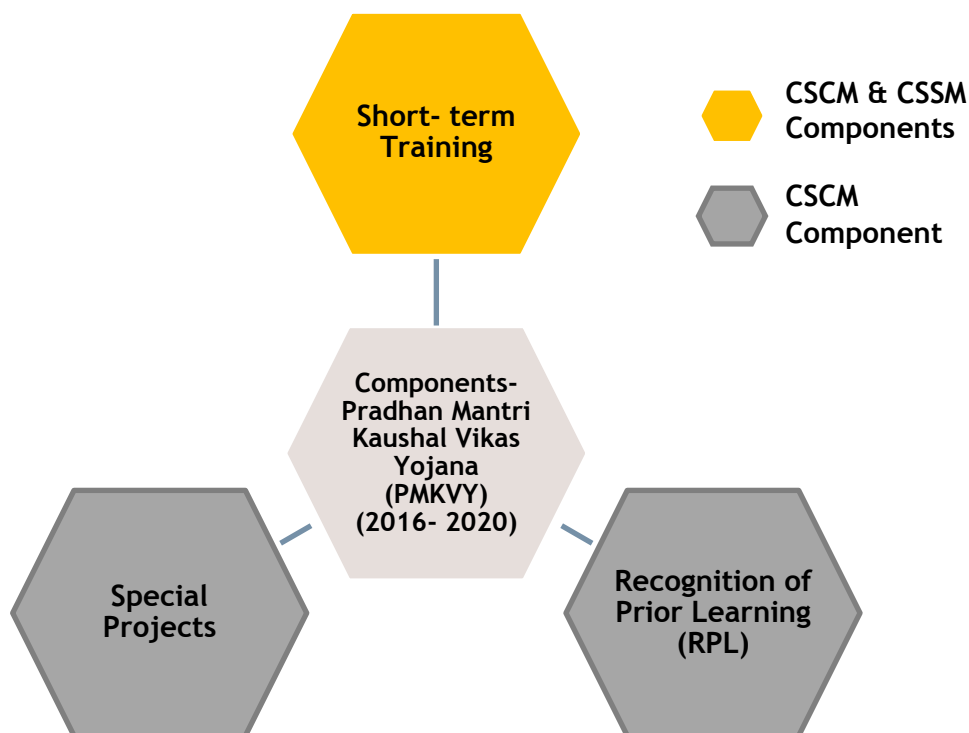 Short- term
Training
CSCM & CSSM
Components
CSCM
Component
Components-
Pradhan Mantri
Kaushal Vikas
Yojana
(PMKVY)
(2016- 2020)
Special
Projects
Recognition of
Prior Learning
(RPL)